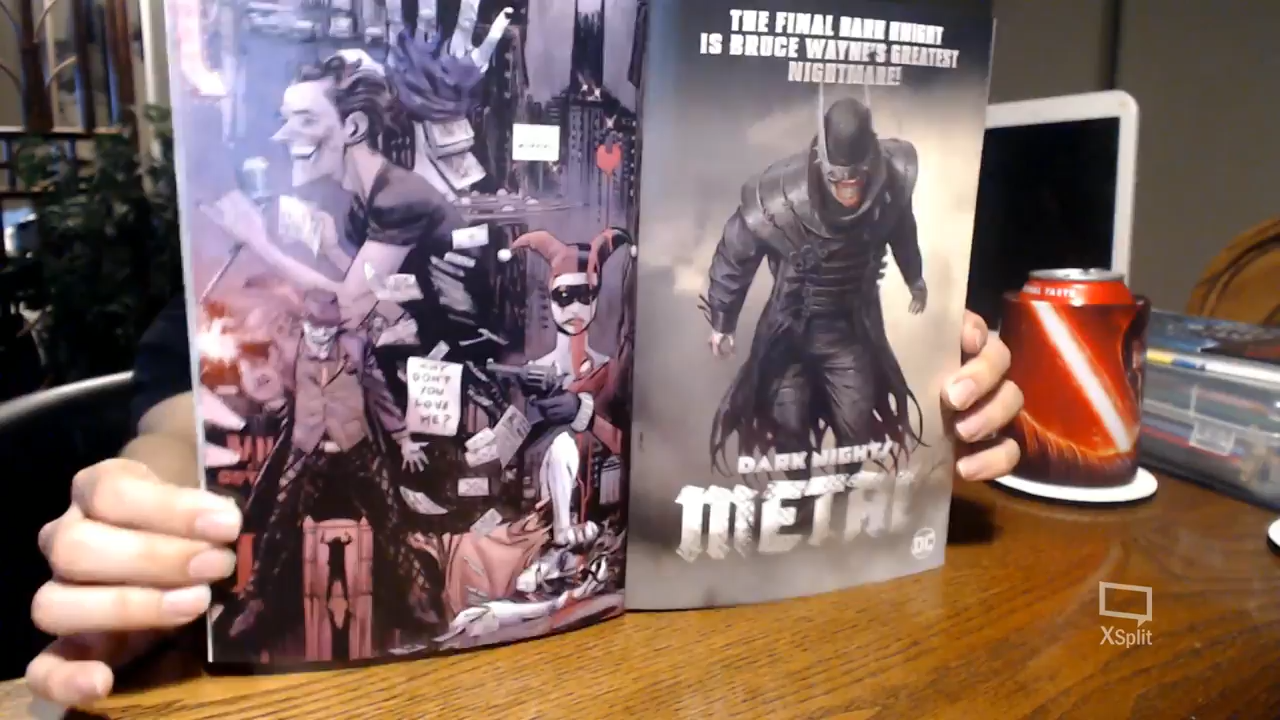 THE FINAL DARK KNIGHT
IS BRUCE WAYNE'S GREATEST
NIGHTMARE!
WHY
DON'T
YOU
LOVE
ME?
DARK NIGHTS
METAL
DC
XSplit